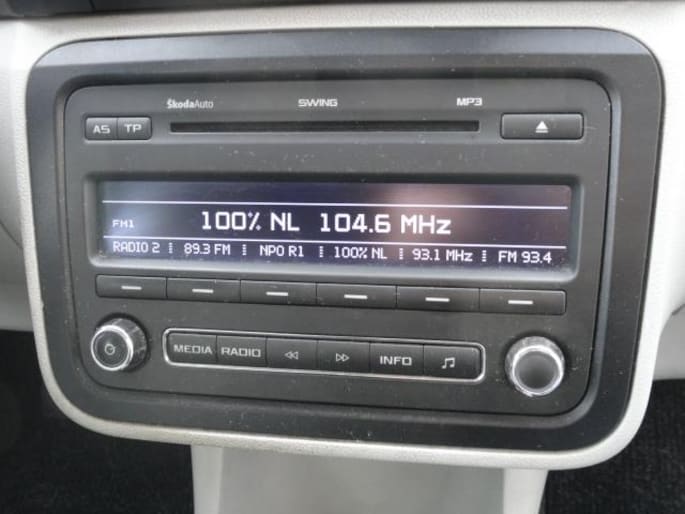 ŠkodaAuto SWING MP3
AS TP
FM1 100% NL 104.6 MHz
RADIO 2 89.3 FM NPO R1 100% NL 93.1 MHz FM 93.4
MEDIA RADIO INFO